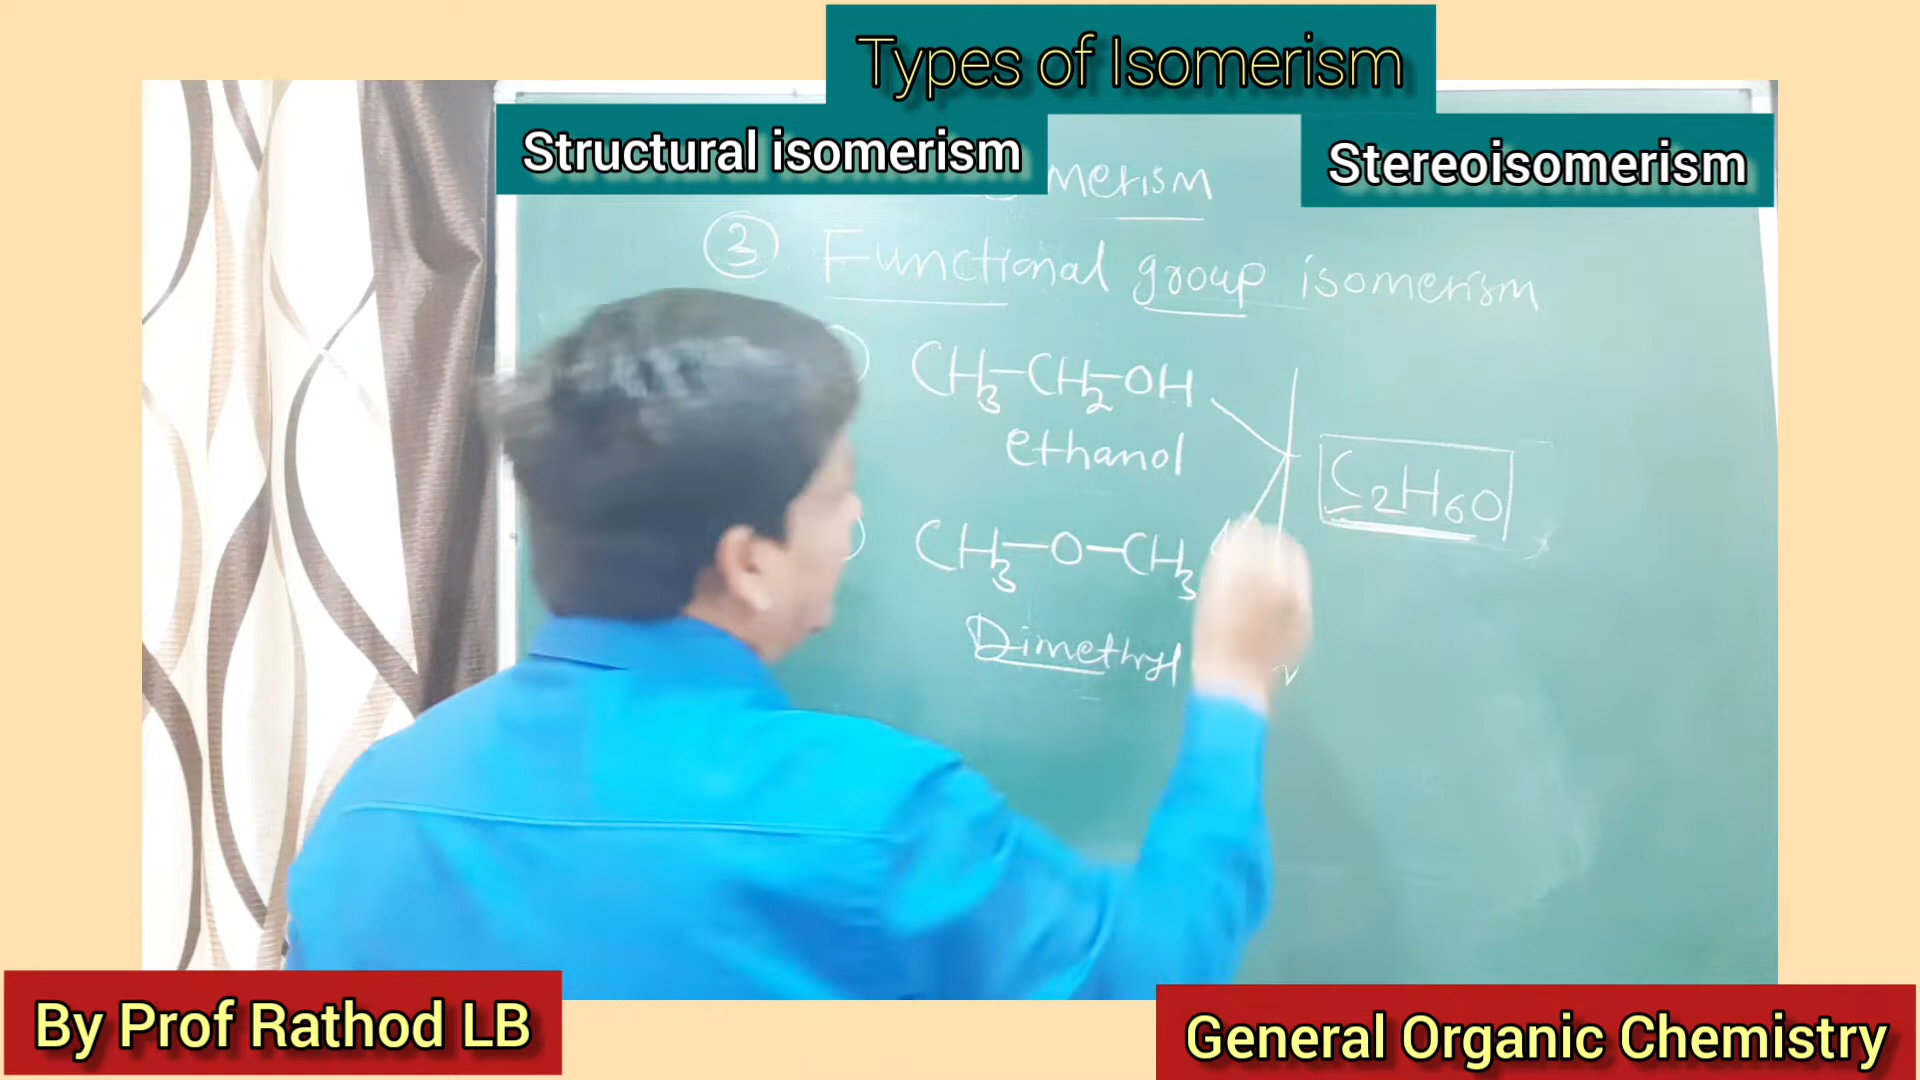 Types of Isomerism
Structural isomerism
Stereoisomerism
merism
3 Functional group isomerism
CH3-CH2-OH
ethanol
C2H6O
CH3-O-CH3
Dimethyl
By Prof Rathod LB
General Organic Chemistry